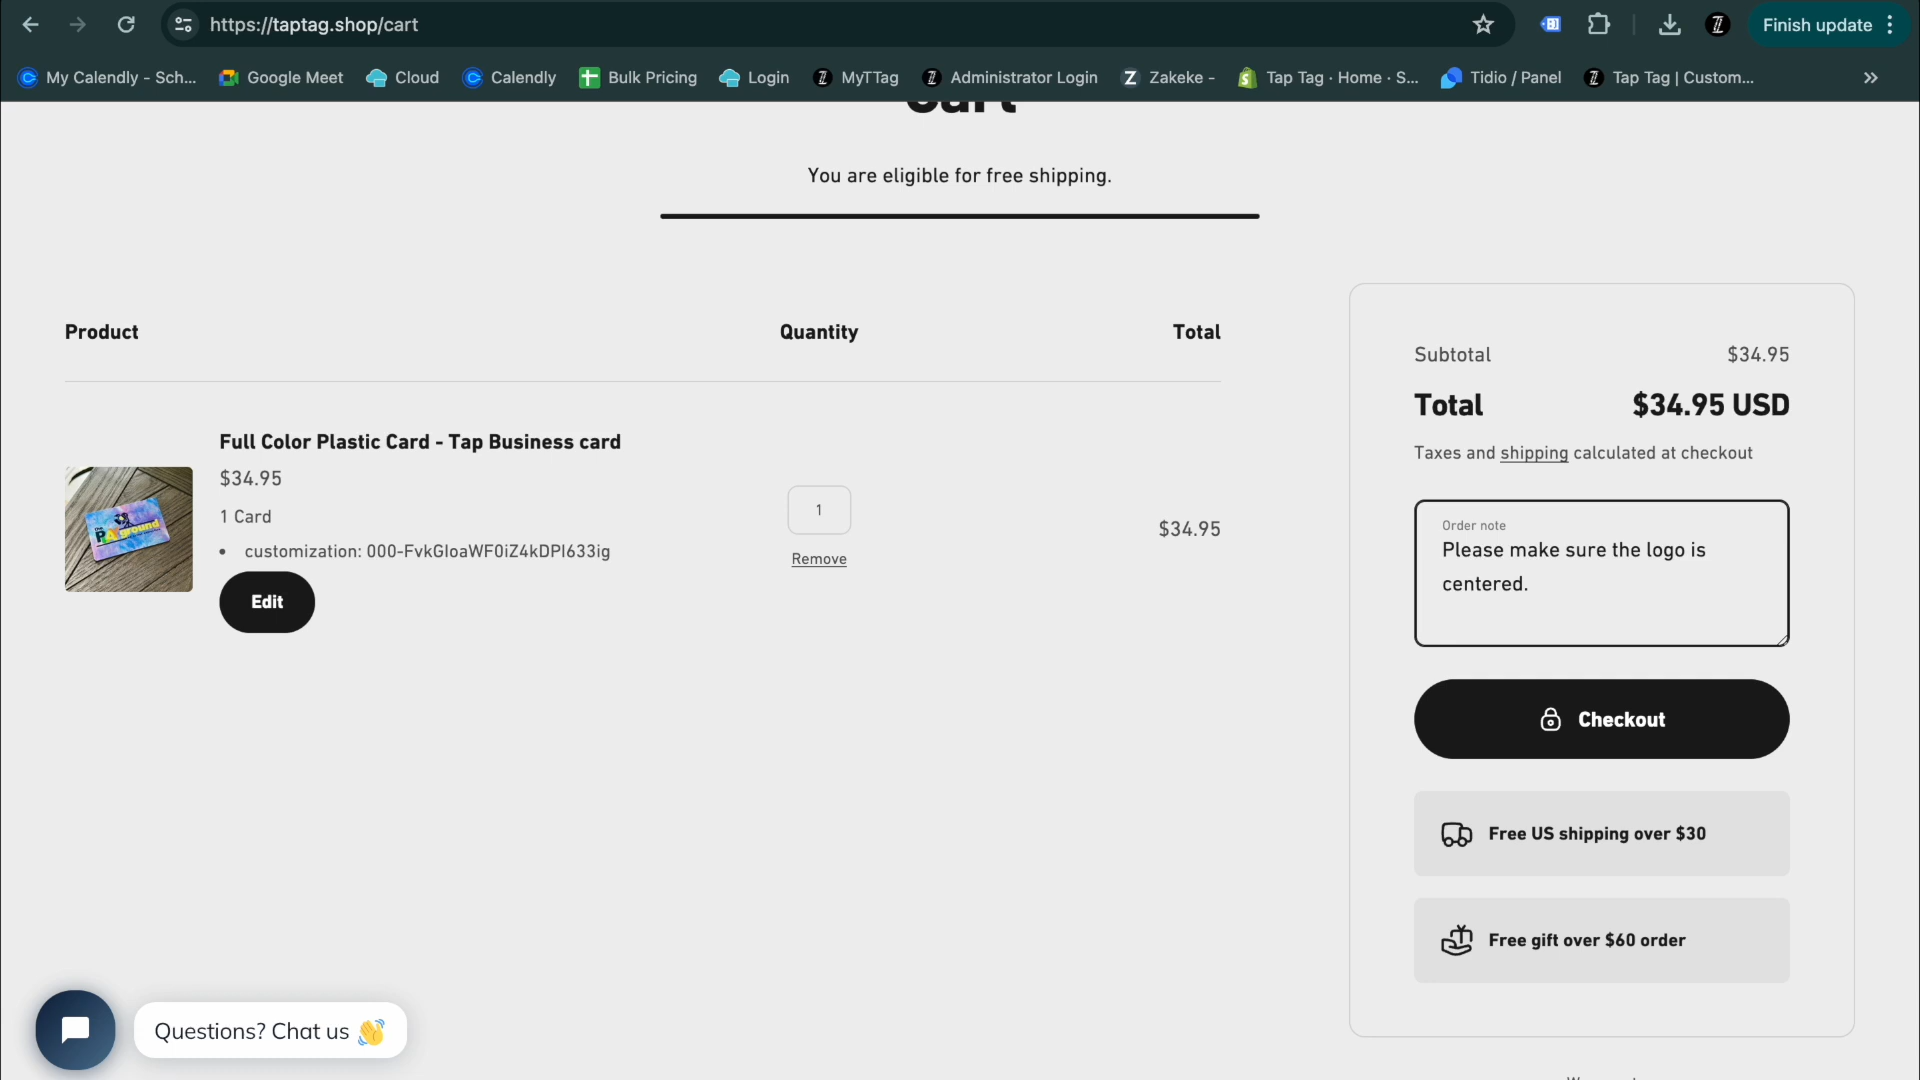 https://taptag.shop/cart
Finish update
My Calendly - Sch...
Google Meet
Cloud
Calendly
Bulk Pricing
Login
MyTTag
Administrator Login
Zakeke -
Tap Tag · Home · S...
Tidio / Panel
Tap Tag | Custom...
Cart
You are eligible for free shipping.
Product
Quantity
Total
Full Color Plastic Card - Tap Business card
$34.95
1 Card
• customization: 000-FvkGIoaWF0iZ4kDPI633ig
Edit
1
Remove
$34.95
Subtotal $34.95
Total $34.95 USD
Taxes and shipping calculated at checkout
Order note
Please make sure the logo is
centered.
Checkout
Free US shipping over $30
Free gift over $60 order
Questions? Chat us 👋